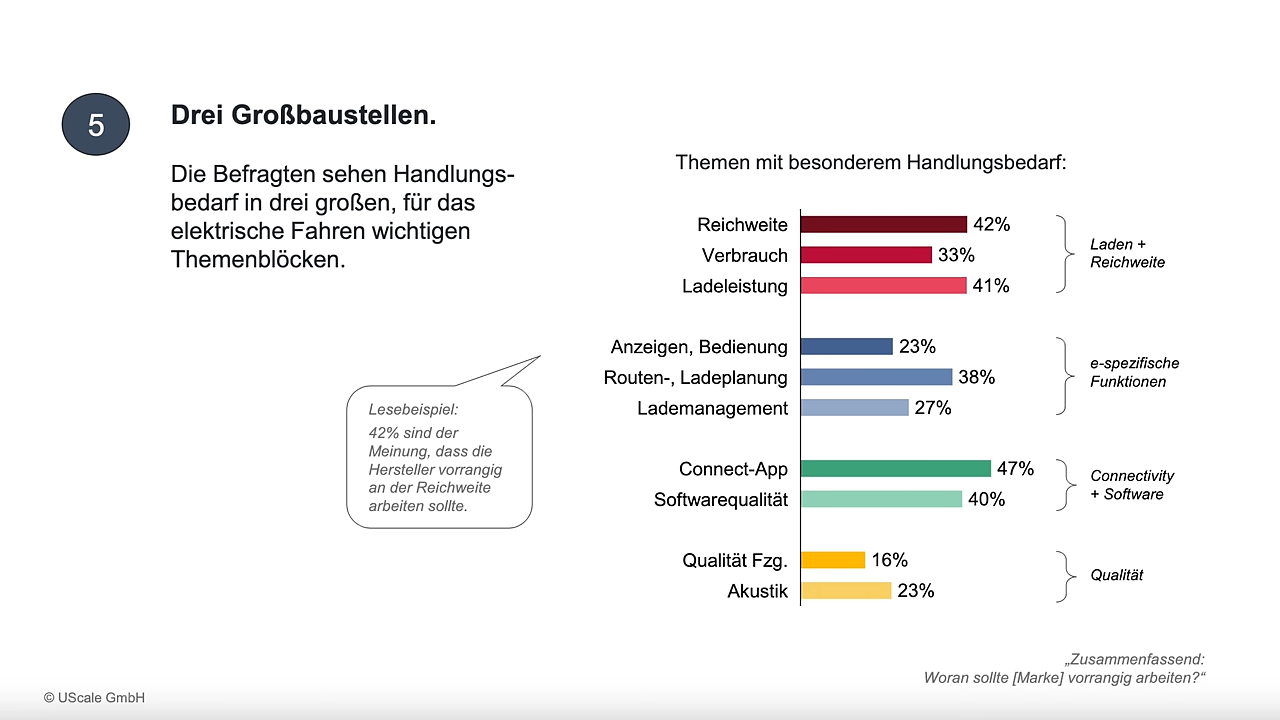 5
Drei Großbaustellen.
Die Befragten sehen Handlungs-
bedarf in drei großen, für das
elektrische Fahren wichtigen
Themenblöcken.
Lesebeispiel:
42% sind der
Meinung, dass die
Hersteller vorrangig
an der Reichweite
arbeiten sollte.
Themen mit besonderem Handlungsbedarf:
Reichweite 42%
Verbrauch 33%
Ladeleistung 41%
Laden +
Reichweite
Anzeigen, Bedienung 23%
Routen-, Ladeplanung 38%
Lademanagement 27%
e-spezifische
Funktionen
Connect-App 47%
Softwarequalität 40%
Connectivity
+ Software
Qualität Fzg. 16%
Akustik 23%
Qualität
„Zusammenfassend:
Woran sollte [Marke] vorrangig arbeiten?“
© UScale GmbH